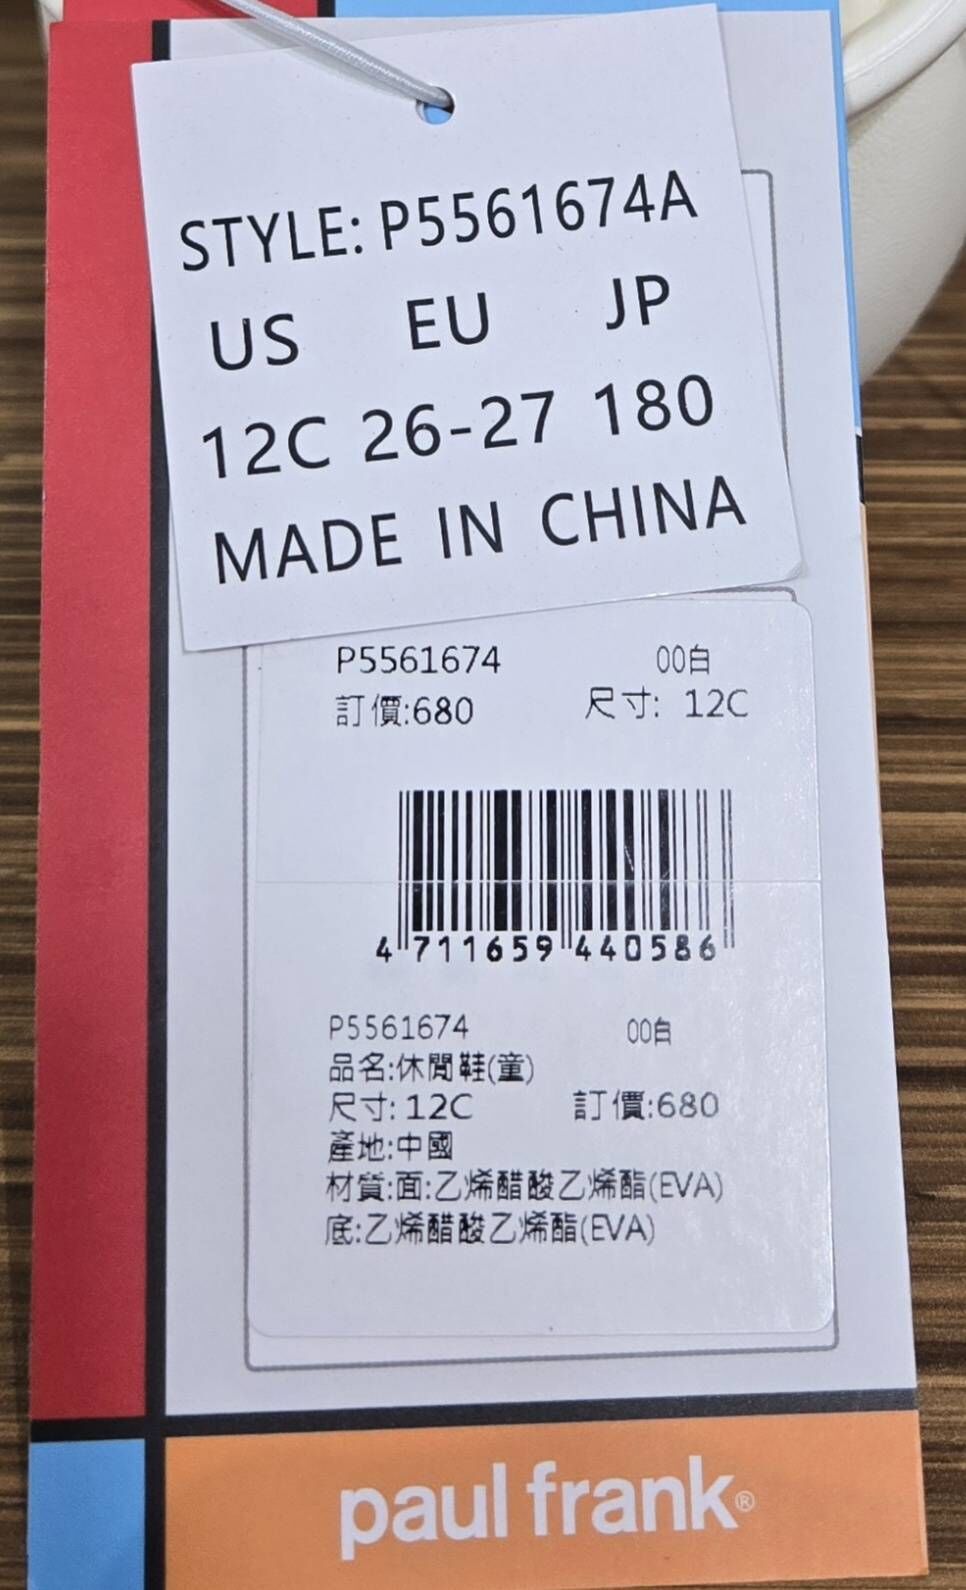 STYLE: P5561674A
US EU JP
12C 26-27 180
MADE IN CHINA
P5561674 00白
訂價:680 尺寸: 12C
4 711659 440586
P5561674 00白
品名:休閒鞋(童)
尺寸: 12C 訂價:680
產地:中國
材質:面:乙烯醋酸乙烯酯(EVA)
底:乙烯醋酸乙烯酯(EVA)
paul frank®